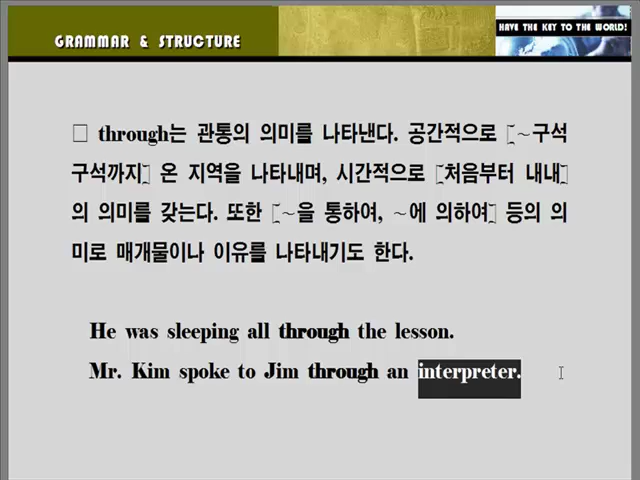 GRAMMAR & STRUCTURE
HAVE THE KEY TO THE WORLD!
□ through는 관통의 의미를 나타낸다. 공간적으로 [~구석
구석까지] 온 지역을 나타내며, 시간적으로 [처음부터 내내]
의 의미를 갖는다. 또한 [~을 통하여, ~에 의하여] 등의 의
미로 매개물이나 이유를 나타내기도 한다.
He was sleeping all through the lesson.
Mr. Kim spoke to Jim through an interpreter.